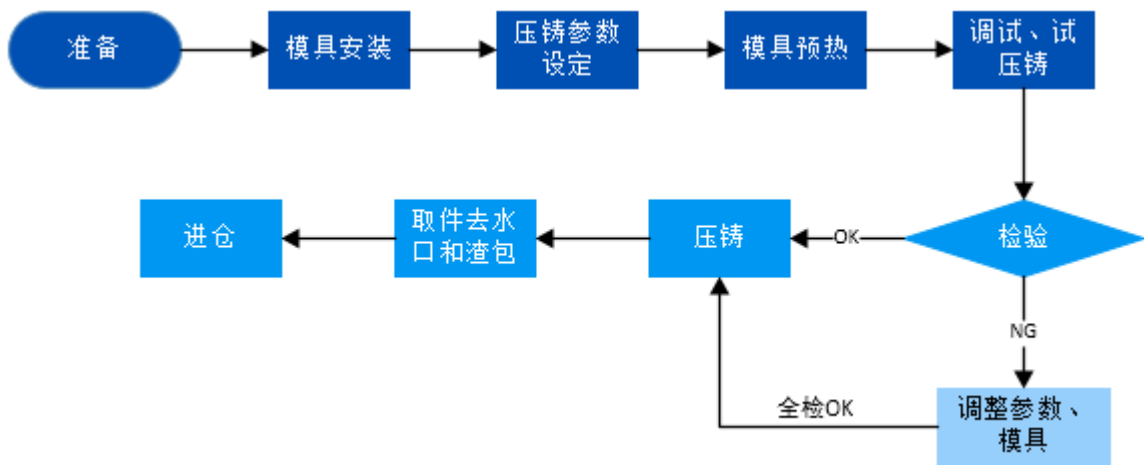 准备
模具安装
压铸参数
设定
模具预热
调试、试
压铸
进仓
取件去水
口和渣包
压铸
OK
检验
NG
全检OK
调整参数、
模具